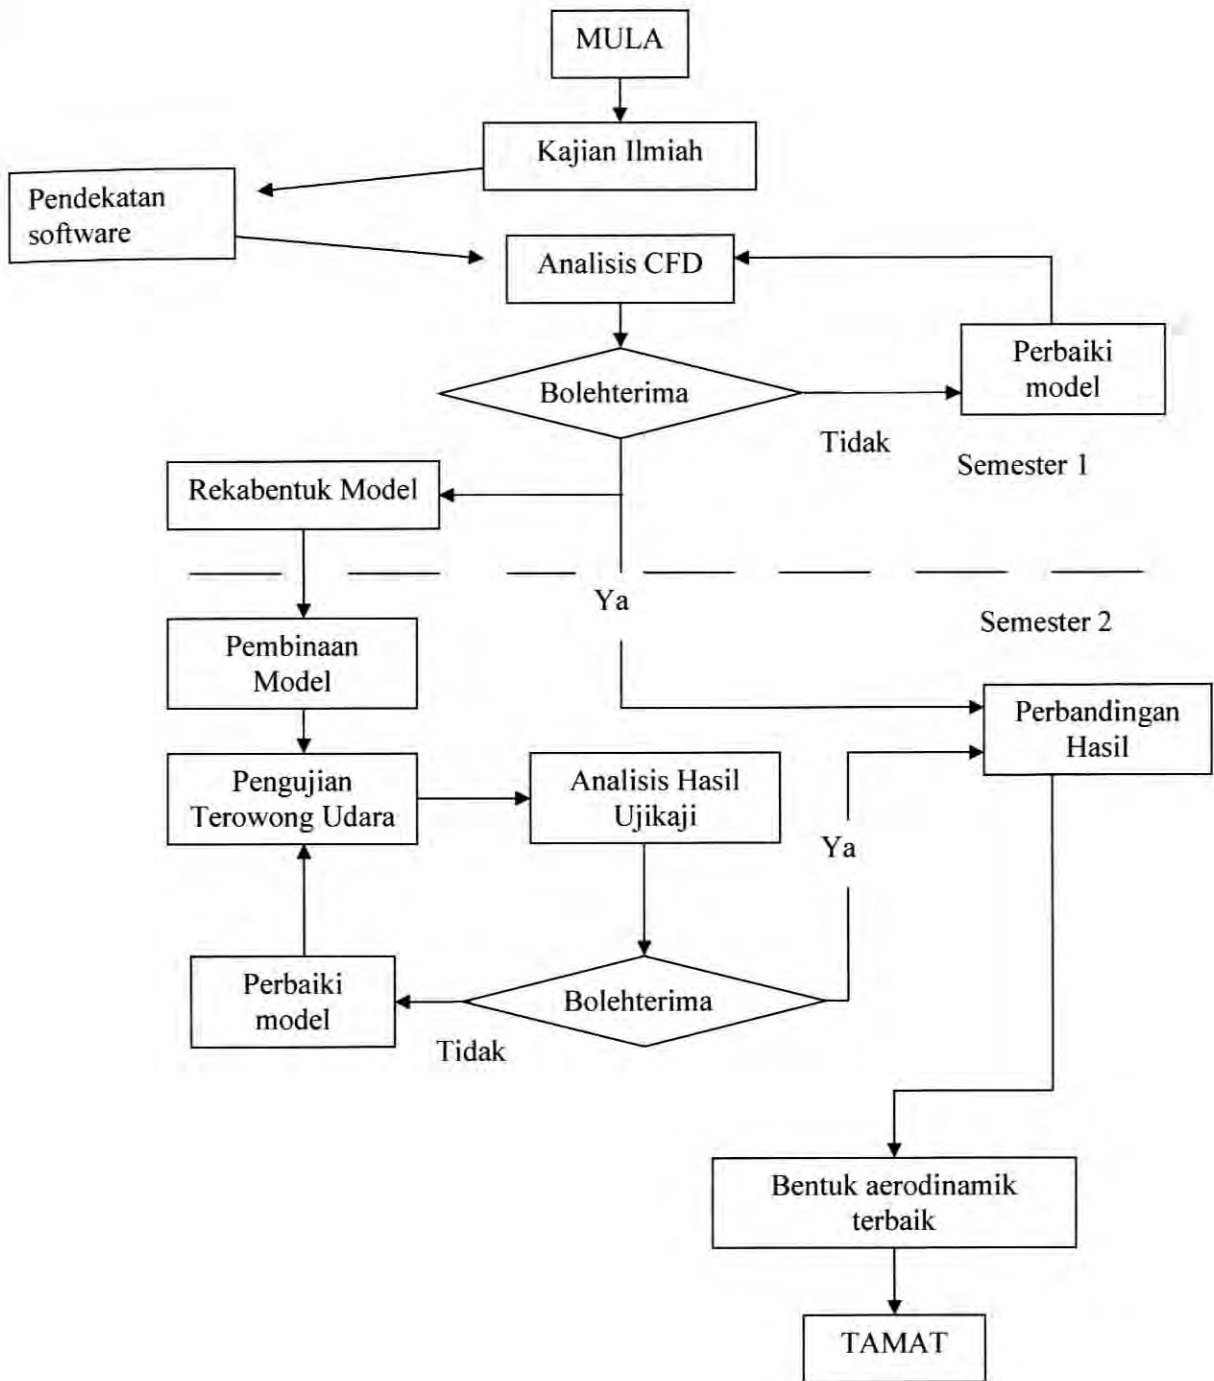 MULA
Kajian Ilmiah
Pendekatan
software
Analisis CFD
Perbaiki
model
Bolehterima
Tidak
Semester 1
Rekabentuk Model
Ya
Semester 2
Pembinaan
Model
Perbandingan
Hasil
Pengujian
Terowong Udara
Analisis Hasil
Ujikaji
Ya
Perbaiki
model
Bolehterima
Tidak
Bentuk aerodinamik
terbaik
TAMAT